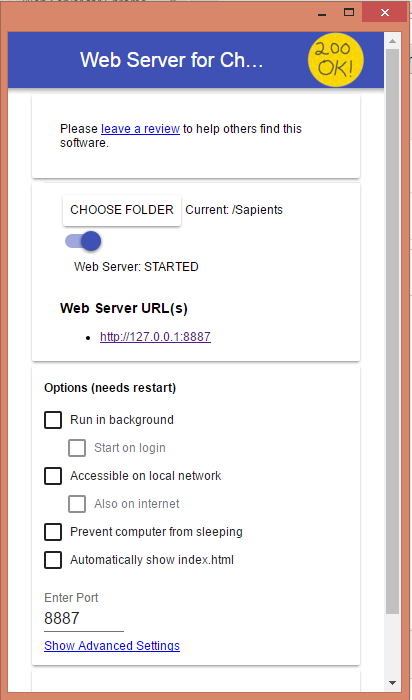 Web Server for Ch...
200
OK!
Please leave a review to help others find this
software.
CHOOSE FOLDER Current: /Sapients
Web Server: STARTED
Web Server URL(s)
http://127.0.0.1:8887
Options (needs restart)
Run in background
Start on login
Accessible on local network
Also on internet
Prevent computer from sleeping
Automatically show index.html
Enter Port
8887
Show Advanced Settings